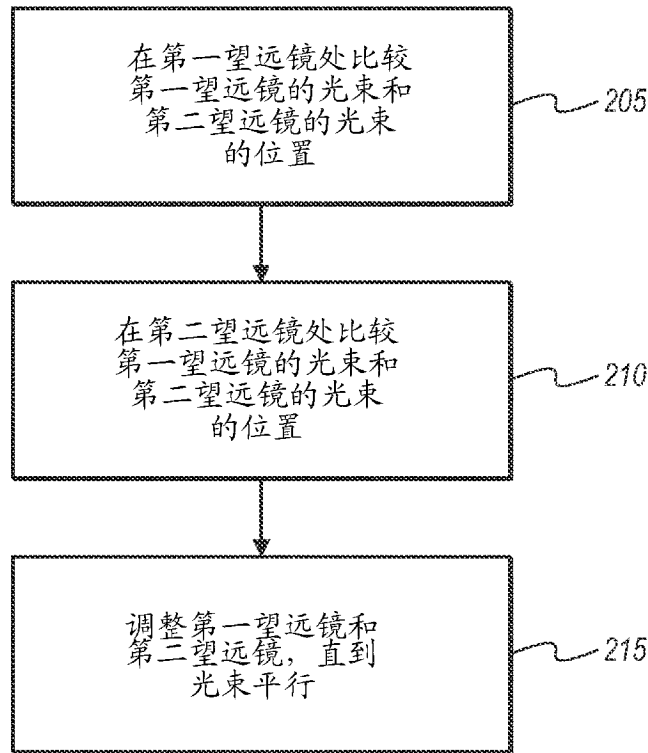 在第一望远镜处比较
第一望远镜的光束和
第二望远镜的光束
的位置
205
在第二望远镜处比较
第一望远镜的光束和
第二望远镜的光束
的位置
210
调整第一望远镜和
第二望远镜，直到
光束平行
215